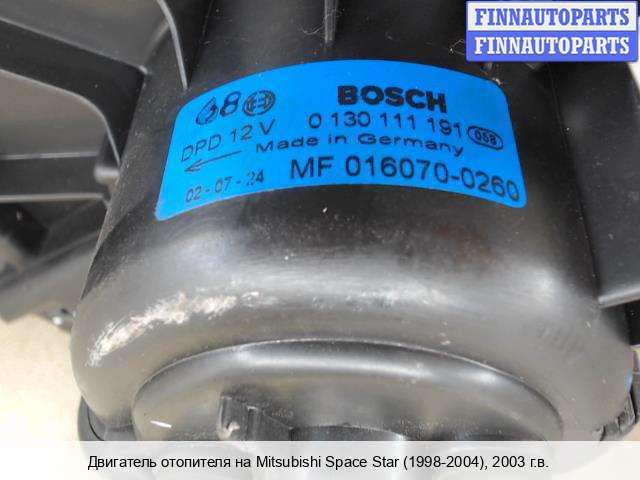 FINNAUTOPARTS
FINNAUTOPARTS
68 BOSCH
DPD 12 V 0 130 111 191 058
Made in Germany
02-07-24 MF 016070-0260
Двигатель отопителя на Mitsubishi Space Star (1998-2004), 2003 г.в.